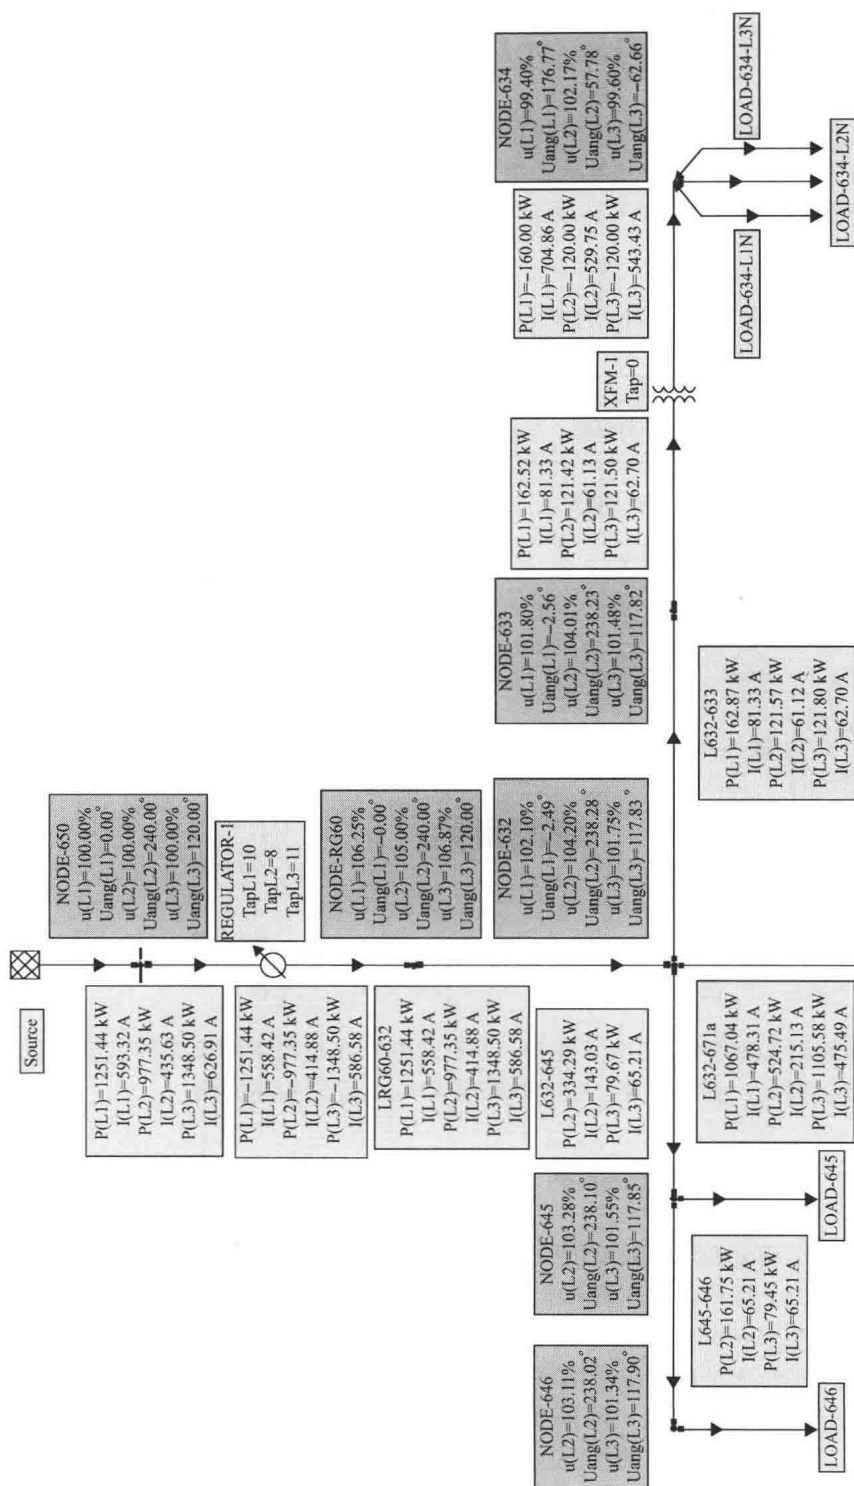 Source
P(L1)=1251.44 kW
I(L1)=593.32 A
P(L2)=977.35 kW
I(L2)=435.63 A
P(L3)=1348.50 kW
I(L3)=626.91 A
NODE-650
u(L1)=100.00%
Uang(L1)=0.00°
u(L2)=100.00%
Uang(L2)=240.00°
u(L3)=100.00%
Uang(L3)=120.00°
P(L1)=−1251.44 kW
I(L1)=558.42 A
P(L2)=−977.35 kW
I(L2)=414.88 A
P(L3)=−1348.50 kW
I(L3)=586.58 A
REGULATOR-1
TapL1=10
TapL2=8
TapL3=11
LRG60-632
P(L1)=1251.44 kW
I(L1)=558.42 A
P(L2)=977.35 kW
I(L2)=414.88 A
P(L3)=1348.50 kW
I(L3)=586.58 A
NODE-RG60
u(L1)=106.25%
Uang(L1)=−0.00°
u(L2)=105.00%
Uang(L2)=240.00°
u(L3)=106.87%
Uang(L3)=120.00°
NODE-646
u(L2)=103.11%
Uang(L2)=238.02°
u(L3)=101.34%
Uang(L3)=117.90°
NODE-645
u(L2)=103.28%
Uang(L2)=238.10°
u(L3)=101.55%
Uang(L3)=117.85°
L632-645
P(L2)=334.29 kW
I(L2)=143.03 A
P(L3)=79.67 kW
I(L3)=65.21 A
NODE-632
u(L1)=102.10%
Uang(L1)=−2.49°
u(L2)=104.20%
Uang(L2)=238.28°
u(L3)=101.75%
Uang(L3)=117.83°
NODE-633
u(L1)=101.80%
Uang(L1)=−2.56°
u(L2)=104.01%
Uang(L2)=238.23°
u(L3)=101.48%
Uang(L3)=117.82°
P(L1)=162.52 kW
I(L1)=81.33 A
P(L2)=121.42 kW
I(L2)=61.13 A
P(L3)=121.50 kW
I(L3)=62.70 A
XFM-1
Tap=0
P(L1)=−160.00 kW
I(L1)=704.86 A
P(L2)=−120.00 kW
I(L2)=529.75 A
P(L3)=−120.00 kW
I(L3)=543.43 A
NODE-634
u(L1)=99.40%
Uang(L1)=176.77°
u(L2)=102.17%
Uang(L2)=57.78°
u(L3)=99.60%
Uang(L3)=−62.66°
LOAD-646
L645-646
P(L2)=161.75 kW
I(L2)=65.21 A
P(L3)=79.45 kW
I(L3)=65.21 A
LOAD-645
L632-671a
P(L1)=1067.04 kW
I(L1)=478.31 A
P(L2)=524.72 kW
I(L2)=215.13 A
P(L3)=1105.58 kW
I(L3)=475.49 A
L632-633
P(L1)=162.87 kW
I(L1)=81.33 A
P(L2)=121.57 kW
I(L2)=61.12 A
P(L3)=121.80 kW
I(L3)=62.70 A
LOAD-634-L1N
LOAD-634-L3N
LOAD-634-L2N